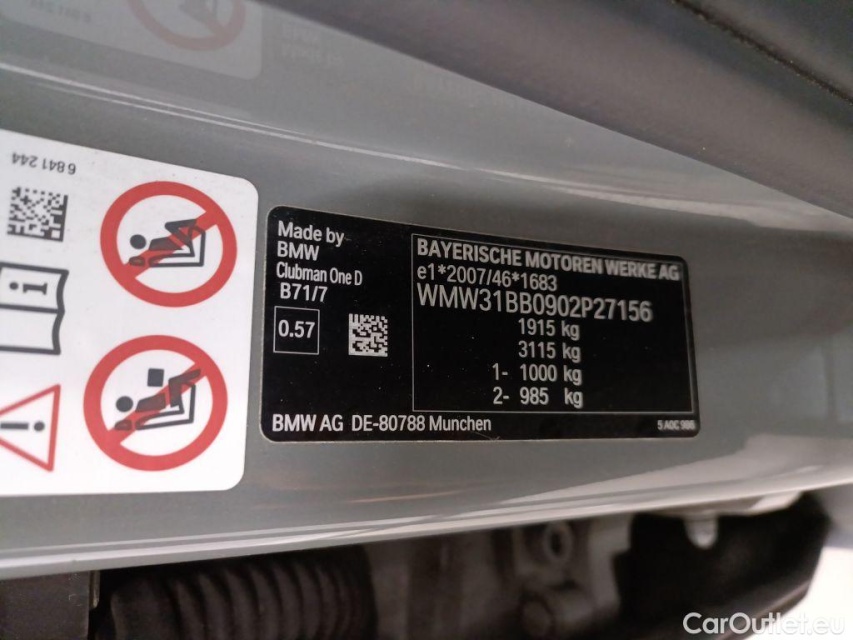 6 841 244
Made by
BMW
Clubman One D
B71/7
0.57
BMW AG DE-80788 Munchen
BAYERISCHE MOTOREN WERKE AG
e1*2007/46*1683
WMW31BB0902P27156
1915 kg
3115 kg
1- 1000 kg
2- 985 kg
5 A0C 986
CarOutlet.eu